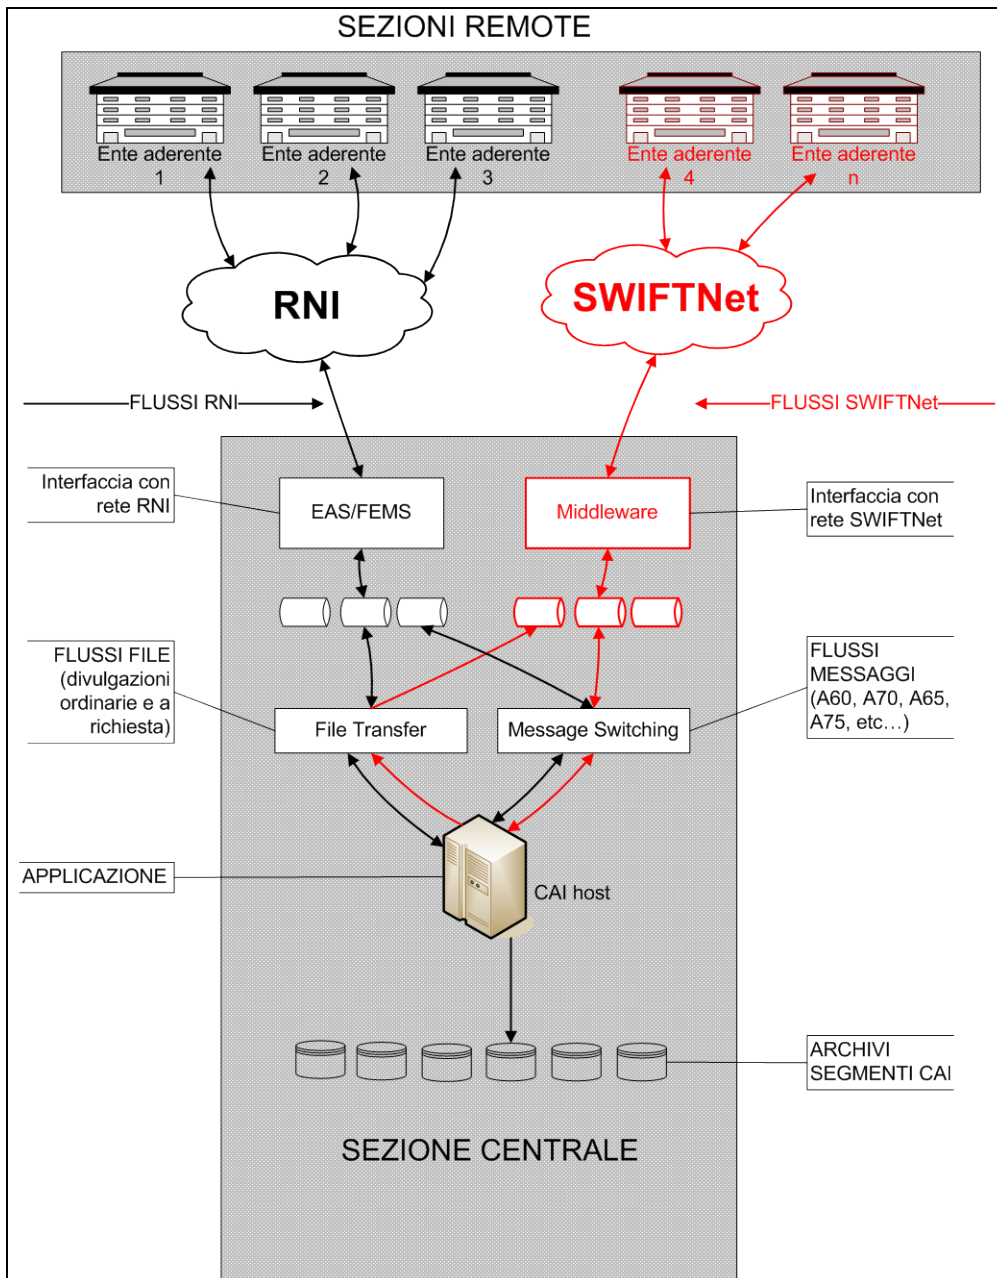 SEZIONI REMOTE
Ente aderente
1
Ente aderente
2
Ente aderente
3
Ente aderente
4
Ente aderente
n
RNI
SWIFTNet
FLUSSI RNI
FLUSSI SWIFTNet
Interfaccia con
rete RNI
EAS/FEMS
Middleware
Interfaccia con
rete SWIFTNet
FLUSSI FILE
(divulgazioni
ordinarie e a
richiesta)
File Transfer
Message Switching
FLUSSI
MESSAGGI
(A60, A70, A65,
A75, etc…)
APPLICAZIONE
CAI host
ARCHIVI
SEGMENTI CAI
SEZIONE CENTRALE